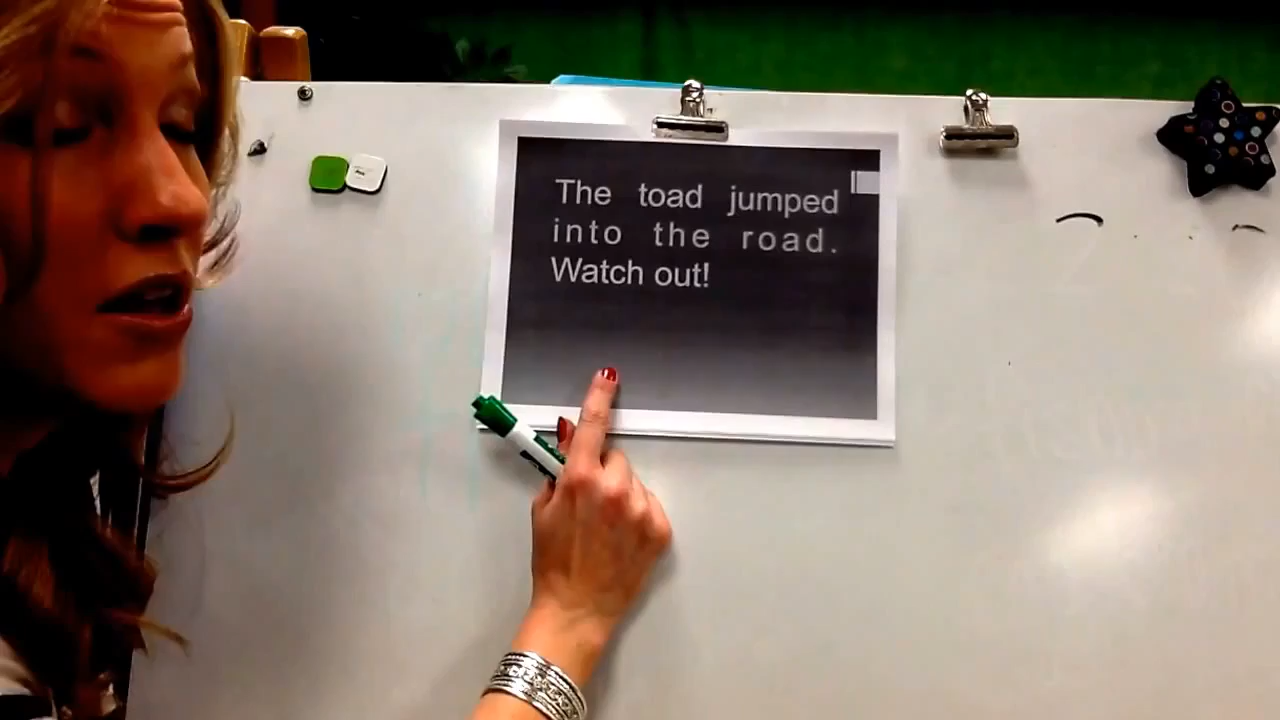 The toad jumped
into the road.
Watch out!